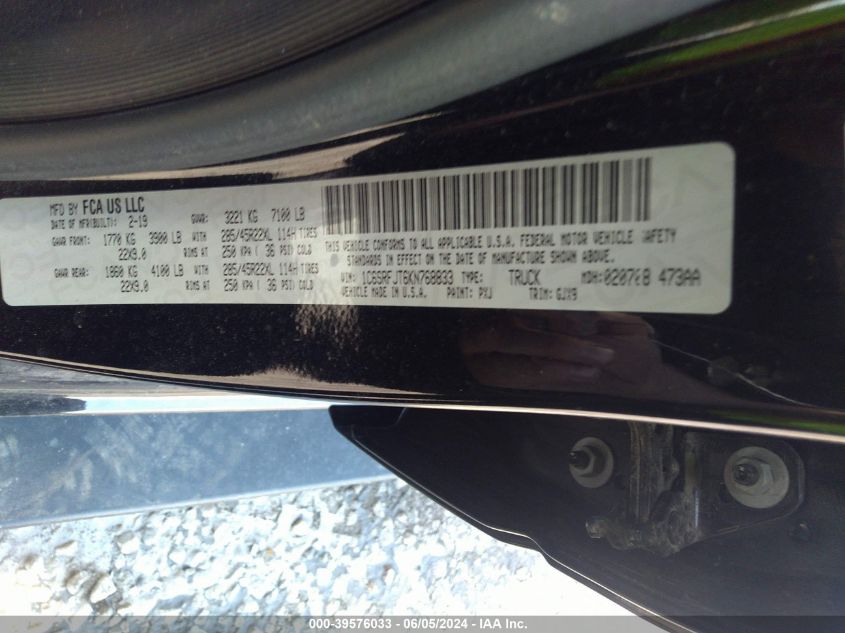 MFD BY FCA US LLC
DATE OF MFR(BUILT): 2-19 GVWR: 3221 KG 7100 LB
GAWR FRONT: 1770 KG 3900 LB WITH 285/45R22XL 114H TIRES
22X9.0 RIMS AT 250 KPA ( 36 PSI) COLD
GAWR REAR: 1860 KG 4100 LB WITH 285/45R22XL 114H TIRES
22X9.0 RIMS AT 250 KPA ( 36 PSI) COLD
THIS VEHICLE CONFORMS TO ALL APPLICABLE U.S.A. FEDERAL MOTOR VEHICLE SAFETY
STANDARDS IN EFFECT ON THE DATE OF MANUFACTURE SHOWN ABOVE.
VIN: 1C6SRFJT6KN768833 TYPE: TRUCK MDH: 473AA
VEHICLE MADE IN U.S.A. PAINT: PXJ TRIM: GJX9
000-39576033 - 06/05/2024 - IAA Inc.